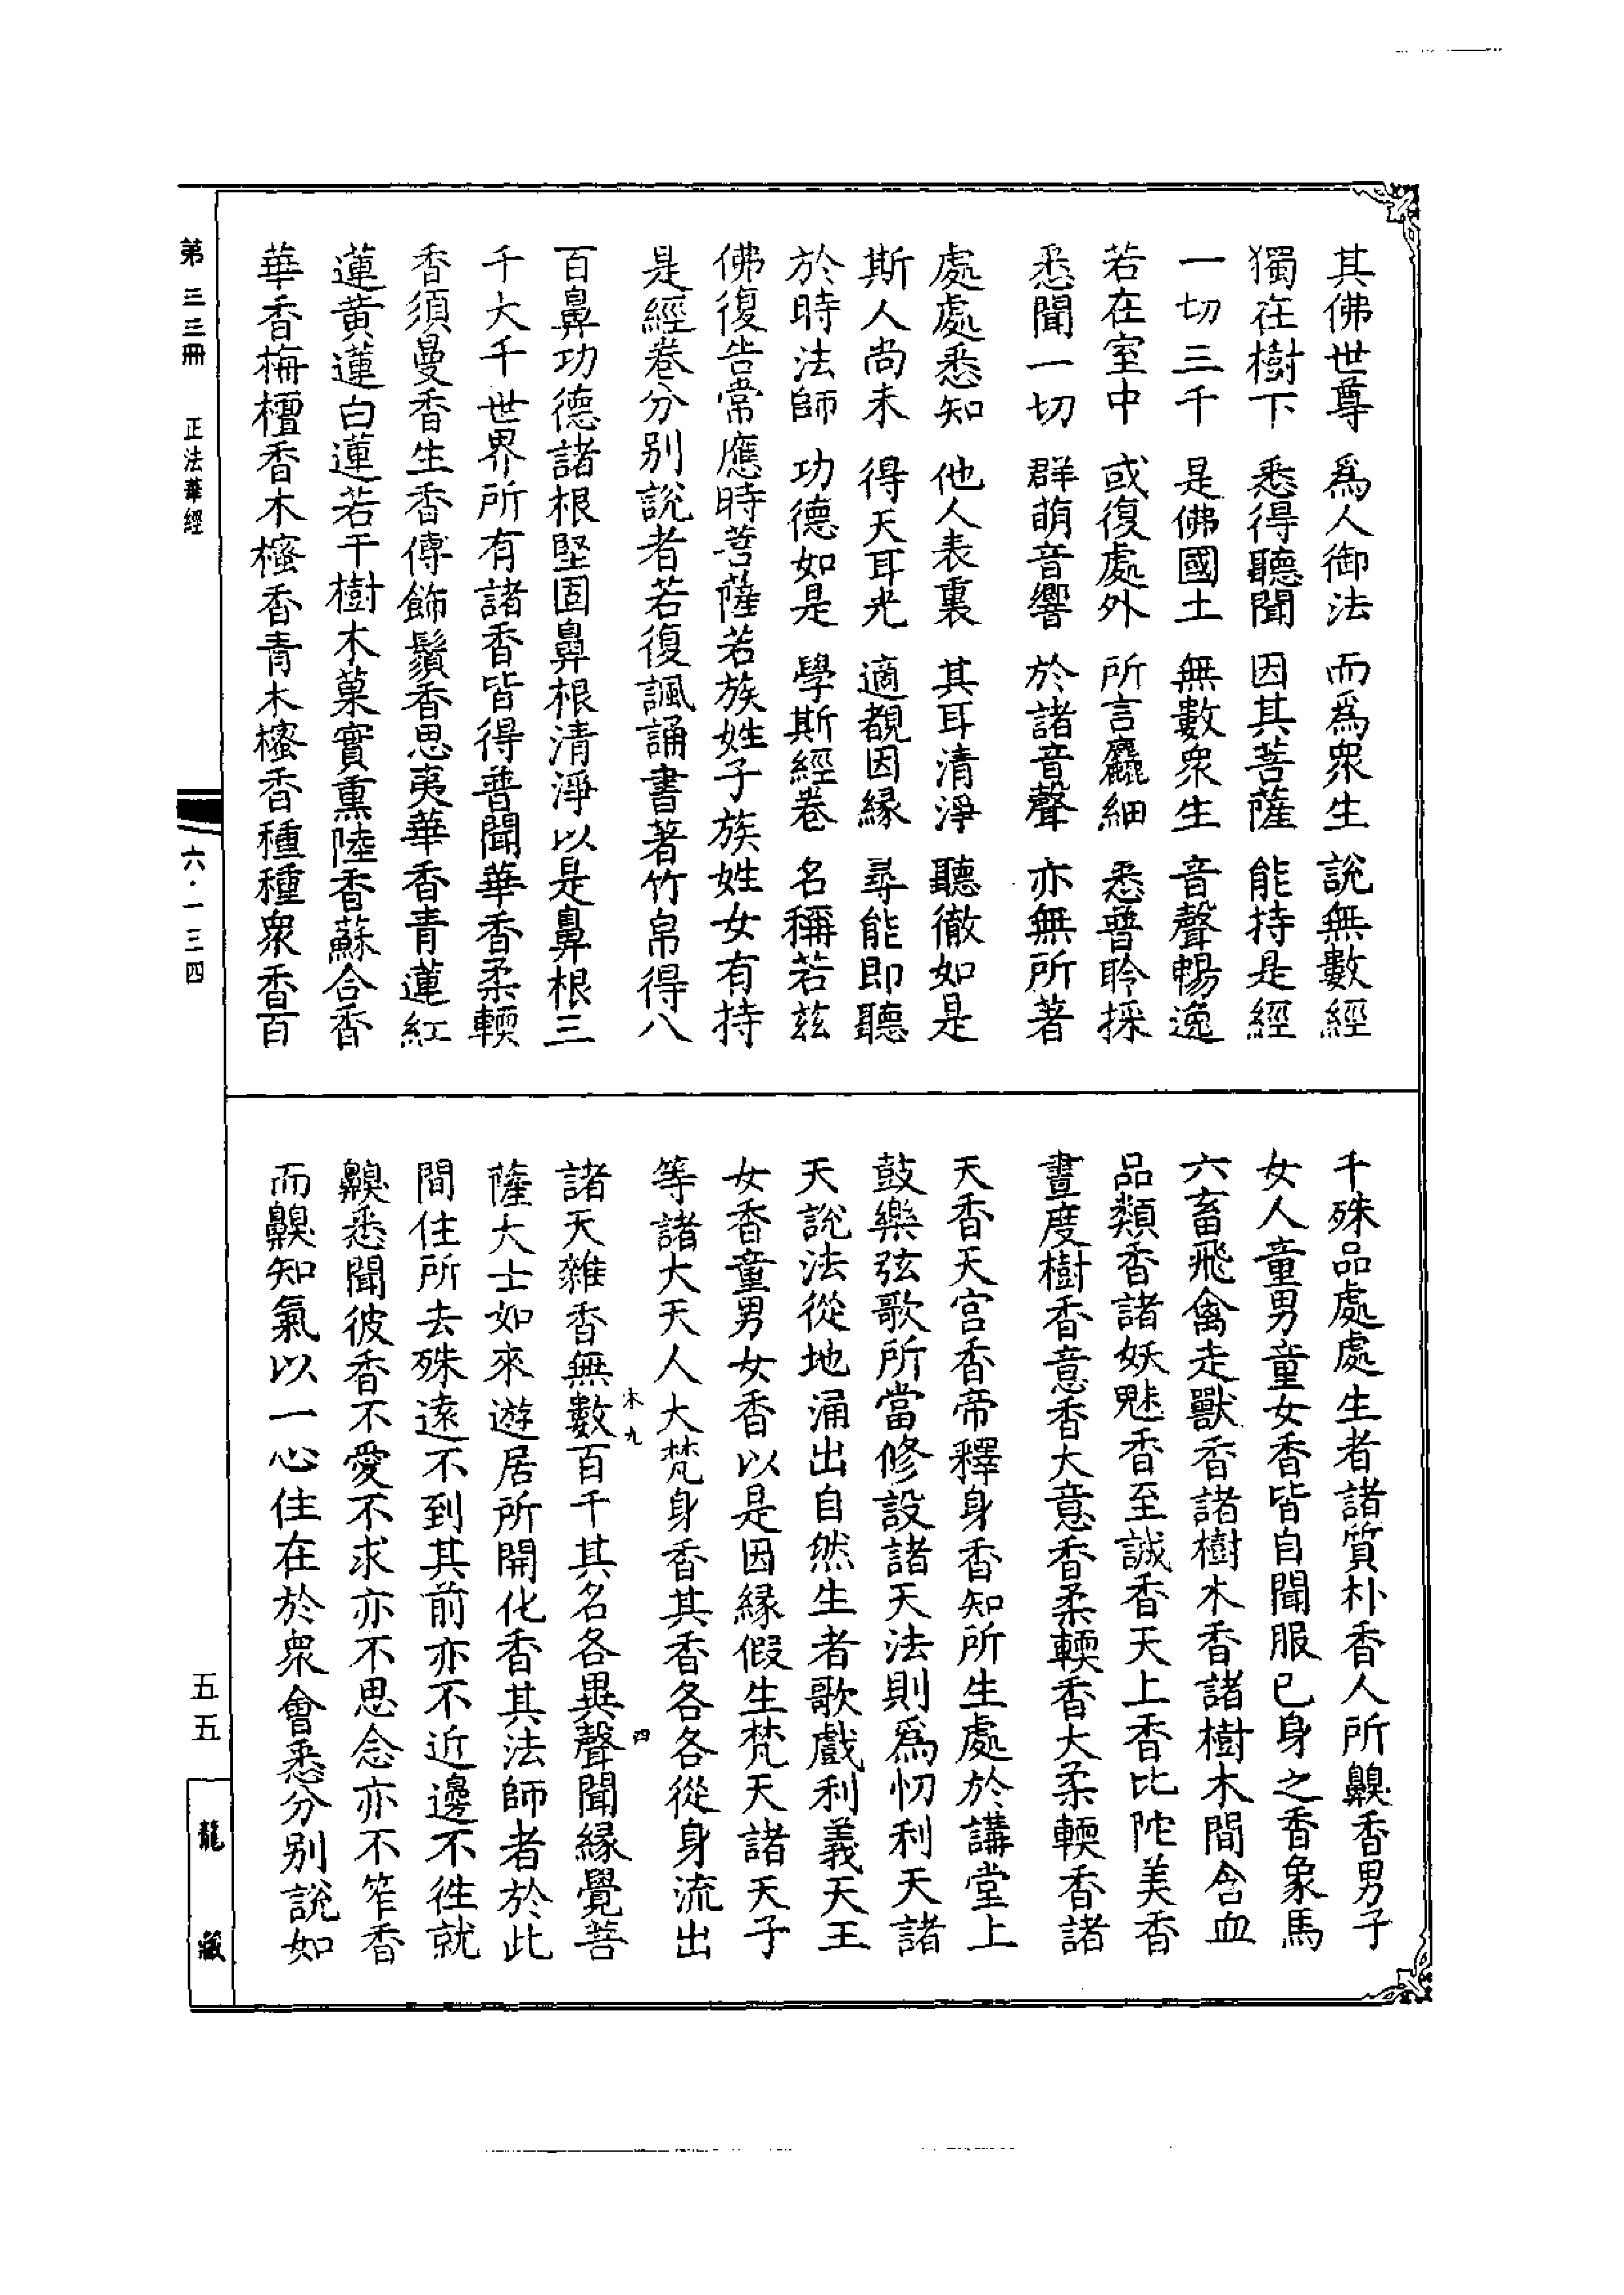 其佛世尊　爲人御法　而爲衆生　說無數經
獨在樹下　悉得聽聞　因其菩薩　能持是經
一切三千　是佛國土　無數衆生　音聲暢逸
若在室中　或復處外　所言麤細　悉普聆採
悉聞一切　群萌音響　於諸音聲　亦無所著
處處悉知　他人表裏　其耳清淨　聽徹如是
斯人尚未　得天耳光　適覩因緣　尋能即聽
於時法師　功德如是　學斯經卷　名稱若茲
佛復告常應時菩薩若族姓子族姓女有持
是經卷分別說者若復諷誦書著竹帛得八
百鼻功德諸根堅固鼻根清淨以是鼻根三
千大千世界所有諸香皆得普聞華香柔輭
香須曼香生香傅飾鬚香思夷華香青蓮紅
蓮黃蓮白蓮若干樹木菓實熏陸香蘇合香
華香栴檀香木櫁香青木櫁香種種衆香百
千殊品處處生者諸質朴香人所齅香男子
女人童男童女香皆自聞服已身之香象馬
六畜飛禽走獸香諸樹木香諸樹木間含血
品類香諸妖魅香至誠香天上香比陀美香
晝度樹香意香大意香柔輭香大柔輭香諸
天香天宮香帝釋身香知所生處於講堂上
鼓樂弦歌所當修設諸天法則爲忉利天諸
天說法從地涌出自然生者歌戲利義天王
女香童男女香以是因緣假生梵天諸天子
等諸大天人大梵身香其香各各從身流出
諸天雜香無數百千其名各異聲聞緣覺菩
薩大士如來遊居所開化香其法師者於此
間住所去殊遠不到其前亦不近邊不徃就
齅悉聞彼香不愛不求亦不思念亦不笮香
而齅知氣以一心住在於衆會悉分別說如
木九
四
第三三冊　正法華經
六·一三四
五五
龍藏